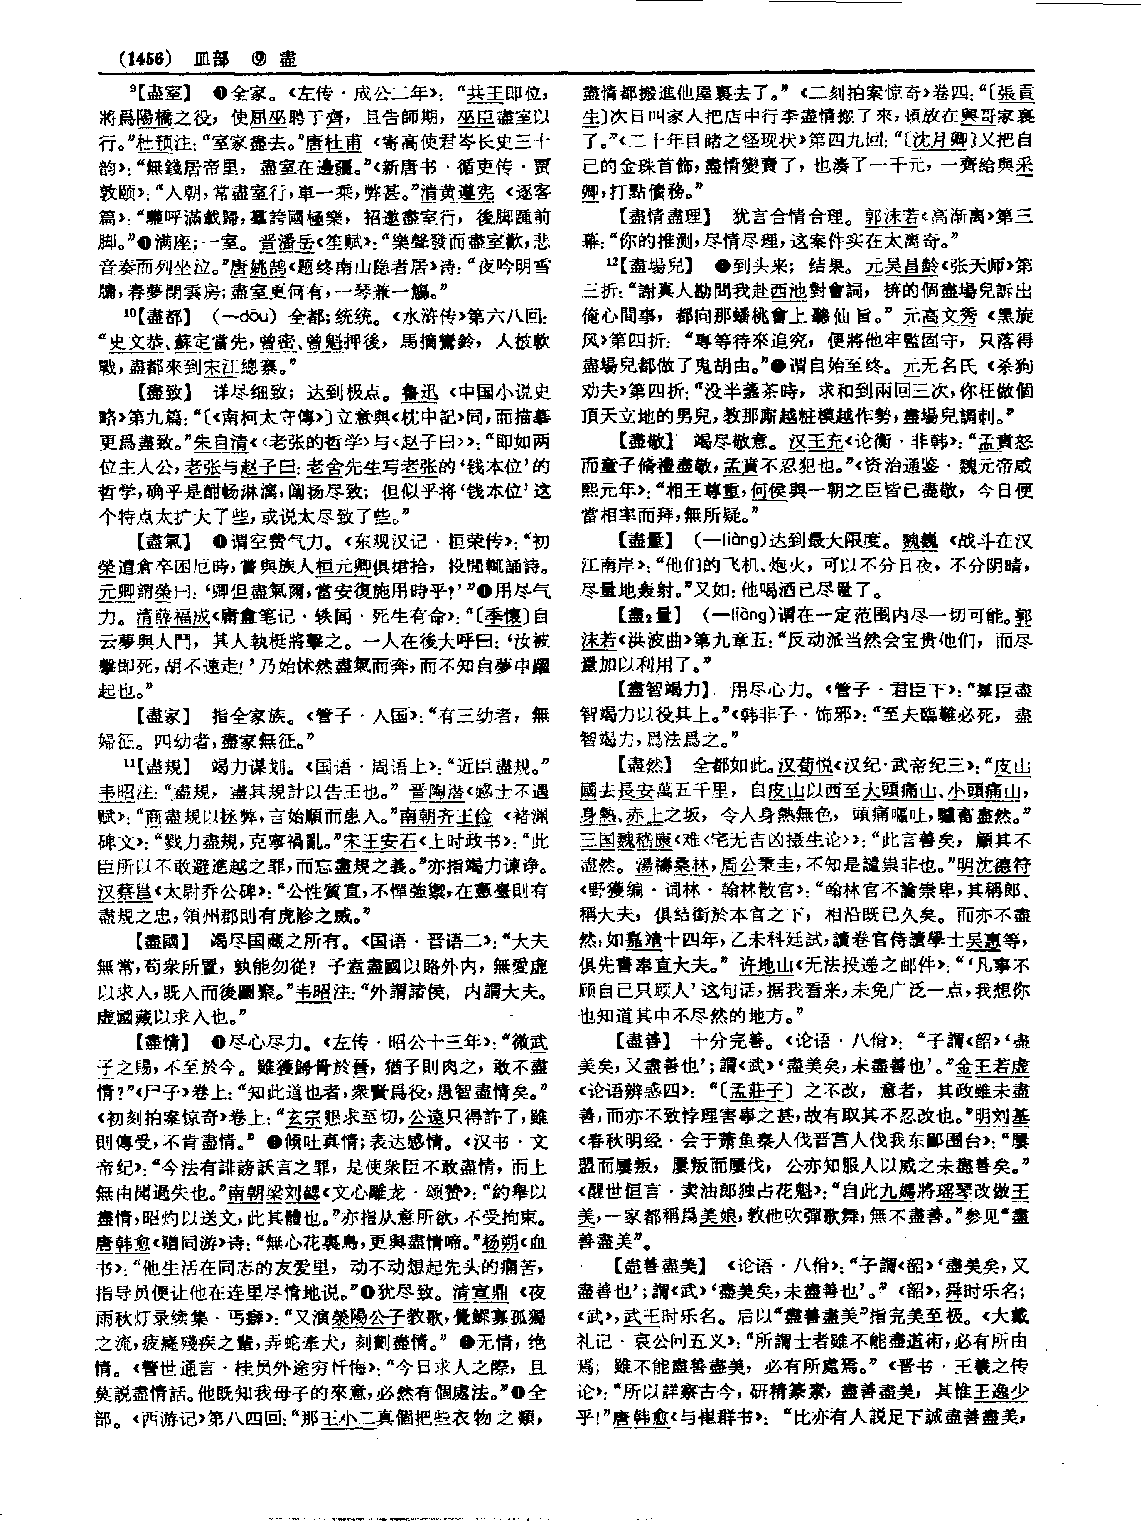 (1456) 皿部 ⑨ 盡
⁹【盡室】 ❶全家。《左传·成公二年》：“共王即位，
將爲陽橋之役，使屈巫聘于齊，且告師期，巫臣盡室以
行。”杜预注：“室家盡去。”唐杜甫《寄高使君岑长史三十
韵》：“無錢居帝里，盡室在邊疆。”《新唐书·循吏传·贾
敦颐》：“入朝，常盡室行，車一乘，弊甚。”清黄遵宪《逐客
篇》：“讙呼滿載歸，羣誇國極樂，招邀盡室行，後脚踵前
脚。”❷满座；一室。晋潘岳《笙赋》：“樂聲發而盡室歡，悲
音奏而列坐泣。”唐姚鹄《题终南山隐者居》诗：“夜吟明雪
牖，春夢閉雲房；盡室更何有，一琴兼一觴。”
¹⁰【盡都】 （—dōu）全都；统统。《水浒传》第六八回：
“史文恭、蘇定當先，曾密、曾魁押後，馬摘鸞鈴，人披軟
戰，盡都來到宋江總寨。”
【盡致】 详尽细致；达到极点。鲁迅《中国小说史
略》第九篇：“〔《南柯太守傳》〕立意與《枕中記》同，而描摹
更爲盡致。”朱自清《〈老张的哲学〉与〈赵子曰〉》：“即如两
位主人公，老张与赵子曰：老舍先生写老张的‘钱本位’的
哲学，确乎是酣畅淋漓，阐扬尽致；但似乎将‘钱本位’这
个特点太扩大了些，或说太尽致了些。”
【盡氣】 ❶谓空费气力。《东观汉记·桓荣传》：“初
榮遭倉卒困厄時，嘗與族人桓元卿俱捃拾，投閒輒誦詩。
元卿謂榮曰：‘卿但盡氣爾，當安復施用時乎？’”❷用尽气
力。清薛福成《庸盦笔记·轶闻·死生有命》：“〔季懷〕自
云夢與人鬥，其人執梃將擊之。一人在後大呼曰：‘汝被
擊即死，胡不速走！’乃始怵然盡氣而奔，而不知自夢中躍
起也。”
【盡家】 指全家族。《管子·入国》：“有三幼者，無
婦征。四幼者，盡家無征。”
¹¹【盡規】 竭力谋划。《国语·周语上》：“近臣盡規。”
韦昭注：“盡規，盡其規計以告王也。”晋陶潜《感士不遇
赋》：“商盡規以拯弊，言始順而患入。”南朝齐王俭《褚渊
碑文》：“戮力盡規，克寧禍亂。”宋王安石《上时政书》：“此
臣所以不敢避進越之罪，而忘盡規之義。”亦指竭力谏诤。
汉蔡邕《太尉乔公碑》：“公性質直，不憚強禦，在憲臺則有
盡規之忠，領州郡則有虎眕之威。”
【盡國】 竭尽国藏之所有。《国语·晋语二》：“大夫
無常，苟衆所置，孰能勿從？子盍盡國以賂外内，無愛虛
以求人，既入而後圖聚。”韦昭注：“外謂諸侯，内謂大夫。
虛國藏以求入也。”
【盡情】 ❶尽心尽力。《左传·昭公十三年》：“微武
子之賜，不至於今。雖獲歸骨於晉，猶子則肉之，敢不盡
情？”《尸子》卷上：“知此道也者，衆賢爲役，愚智盡情矣。”
《初刻拍案惊奇》卷上：“玄宗懇求至切，公遠只得許了，雖
則傳受，不肯盡情。”❷倾吐真情；表达感情。《汉书·文
帝纪》：“今法有誹謗訞言之罪，是使衆臣不敢盡情，而上
無由聞過失也。”南朝梁刘勰《文心雕龙·颂赞》：“約舉以
盡情，昭灼以送文，此其體也。”亦指从意所欲，不受拘束。
唐韩愈《赠同游》诗：“無心花裏鳥，更與盡情啼。”杨朔《血
书》：“他生活在同志的友爱里，动不动想起先头的痛苦，
指导员便让他在连里尽情地说。”❸犹尽致。清宣鼎《夜
雨秋灯录续集·丐癖》：“又演滎陽公子教歌，覺鰥寡孤獨
之流，疲癃殘疾之輩，弄蛇牽犬，刻劃盡情。”❹无情，绝
情。《警世通言·桂员外途穷忏悔》：“今日求人之際，且
莫説盡情話。他既知我母子的來意，必然有個處法。”❺全
部。《西游记》第八四回：“那王小二真個把些衣物之類，
盡情都搬進他屋裏去了。”《二刻拍案惊奇》卷四：“〔張貢
生〕次日叫家人把店中行李盡情搬了來，頓放在興哥家裏
了。”《二十年目睹之怪现状》第四九回：“〔沈月卿〕又把自
己的金珠首飾，盡情變賣了，也湊了一千元，一齊給與采
卿，打點債務。”
【盡情盡理】 犹言合情合理。郭沫若《高渐离》第三
幕：“你的推测，尽情尽理，这案件实在太离奇。”
¹²【盡場兒】 ❶到头来；结果。元吴昌龄《张天师》第
三折：“謝真人勘問我赴西池對會詞，拚的個盡場兒訴出
俺心間事，都向那蟠桃會上聽仙旨。”元高文秀《黑旋
风》第四折：“專等待來追究，便將他牢監固守，只落得
盡場兒都做了鬼胡由。”❷谓自始至终。元无名氏《杀狗
劝夫》第四折：“没半盞茶時，求和到兩回三次，你枉做個
頂天立地的男兒，教那厮越粧模越作勢，盡場兒調刺。”
【盡敬】 竭尽敬意。汉王充《论衡·非韩》：“孟賁怒
而童子脩禮盡敬，孟賁不忍犯也。”《资治通鉴·魏元帝咸
熙元年》：“相王尊重，何侯與一朝之臣皆已盡敬，今日便
當相率而拜，無所疑。”
【盡量】 （—liàng）达到最大限度。魏巍《战斗在汉
江南岸》：“他们的飞机、炮火，可以不分日夜，不分阴晴，
尽量地轰射。”又如：他喝酒已尽量了。
【盡₂量】 （—liàng）谓在一定范围内尽一切可能。郭
沫若《洪波曲》第九章五：“反动派当然会宝贵他们，而尽
量加以利用了。”
【盡智竭力】 用尽心力。《管子·君臣下》：“羣臣盡
智竭力以役其上。”《韩非子·饰邪》：“至夫臨難必死，盡
智竭力，爲法爲之。”
【盡然】 全都如此。汉荀悦《汉纪·武帝纪三》：“皮山
國去長安萬五千里，自皮山以西至大頭痛山、小頭痛山，
身熱、赤土之坂，令人身熱無色，頭痛嘔吐，驢畜盡然。”
三国魏嵇康《难〈宅无吉凶摄生论〉》：“此言善矣，顧其不
盡然。湯禱桑林，周公秉圭，不知是譴祟非也。”明沈德符
《野獲编·词林·翰林散官》：“翰林官不論崇卑，其稱郎、
稱大夫，俱结銜於本官之下，相沿既已久矣。而亦不盡
然，如嘉靖十四年，乙未科廷試，讀卷官侍讀學士吴惠等，
俱先書奉直大夫。”许地山《无法投递之邮件》：“‘凡事不
顾自己只顾人’这句话，据我看来，未免广泛一点，我想你
也知道其中不尽然的地方。”
【盡善】 十分完善。《论语·八佾》：“子謂《韶》‘盡
美矣，又盡善也’；謂《武》‘盡美矣，未盡善也’。”金王若虚
《论语辨惑四》：“〔孟莊子〕之不改，意者，其政雖未盡
善，而亦不致悖理害事之甚，故有取其不忍改也。”明刘基
《春秋明经·会于萧鱼秦人伐晋莒人伐我东鄙围台》：“屢
盟而屢叛，屢叛而屢伐，公亦知服人以威之未盡善矣。”
《醒世恒言·卖油郎独占花魁》：“自此九媽將瑶琴改做王
美，一家都稱爲美娘，教他吹彈歌舞，無不盡善。”参见“盡
善盡美”。
【盡善盡美】 《论语·八佾》：“子謂《韶》‘盡美矣，又
盡善也’；謂《武》‘盡美矣，未盡善也’。”《韶》，舜时乐名；
《武》，武王时乐名。后以“盡善盡美”指完美至极。《大戴
礼记·哀公问五义》：“所謂士者雖不能盡道術，必有所由
焉；雖不能盡善盡美，必有所處焉。”《晋书·王羲之传
论》：“所以詳察古今，研精篆素，盡善盡美，其惟王逸少
乎！”唐韩愈《与崔群书》：“比亦有人説足下誠盡善盡美，